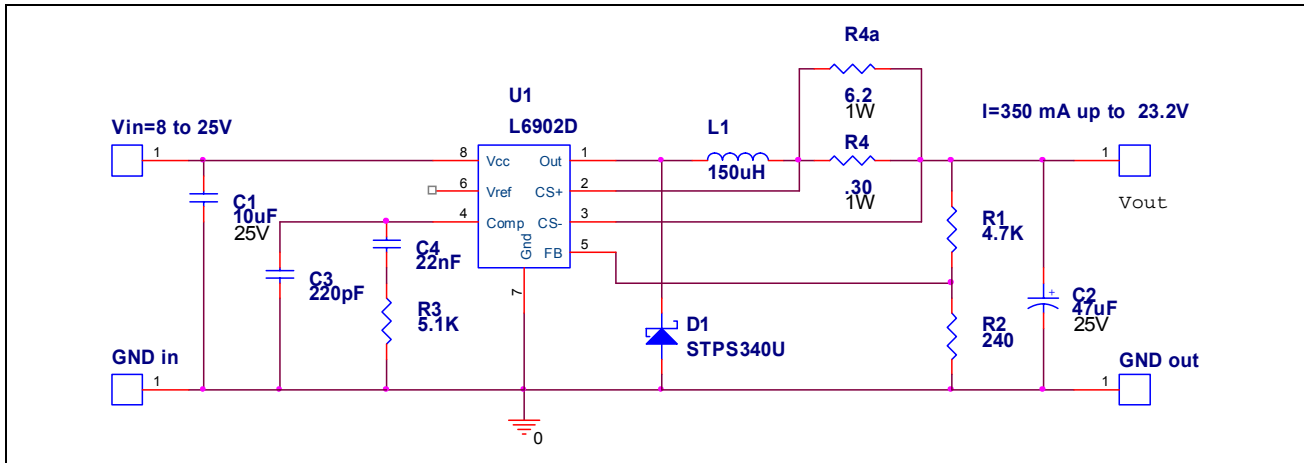 R4a
6.2
1W
U1
L6902D
Vin=8 to 25V
1
8
Vcc
Out
1
6
Vref
CS+
2
4
Comp
CS-
3
Gnd
FB
5
7
L1
150uH
R4
.30
1W
I=350 mA up to 23.2V
1
Vout
C1
10uF
25V
C3
220pF
C4
22nF
R3
5.1K
D1
STPS340U
R1
4.7K
R2
240
+
C2
47uF
25V
GND in
1
GND out
1
0